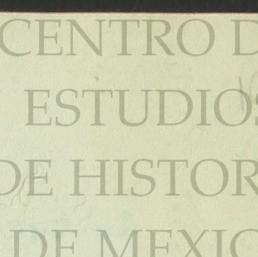 CENTRO D
ESTUDIOS
DE HISTOR
DE MEXIC